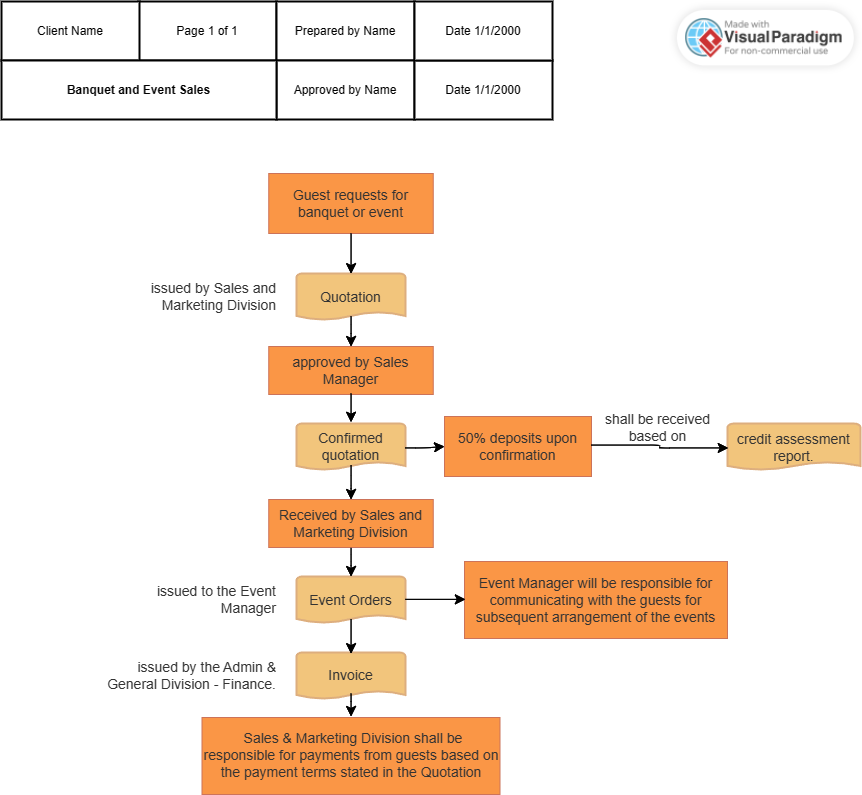 Client Name
Page 1 of 1
Prepared by Name
Date 1/1/2000
Banquet and Event Sales
Approved by Name
Date 1/1/2000
Made with
Visual Paradigm
For non-commercial use
Guest requests for
banquet or event
issued by Sales and
Marketing Division
Quotation
approved by Sales
Manager
Confirmed
quotation
50% deposits upon
confirmation
shall be received
based on
credit assessment
report.
Received by Sales and
Marketing Division
issued to the Event
Manager
Event Orders
Event Manager will be responsible for
communicating with the guests for
subsequent arrangement of the events
issued by the Admin &
General Division - Finance.
Invoice
Sales & Marketing Division shall be
responsible for payments from guests based on
the payment terms stated in the Quotation